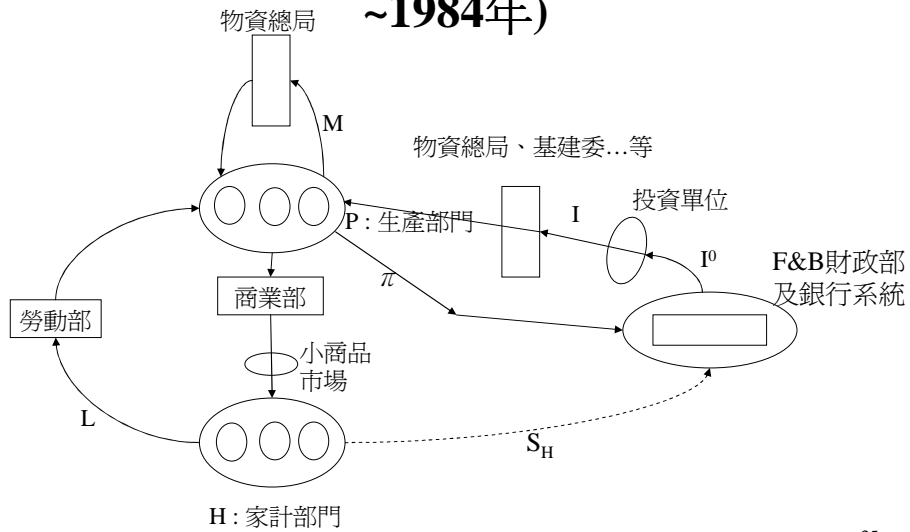 ~1984年)
物資總局
M
物資總局、基建委...等
投資單位
P : 生產部門
I
I⁰
F&B財政部
及銀行系統
π
商業部
勞動部
小商品
市場
L
S_H
H : 家計部門